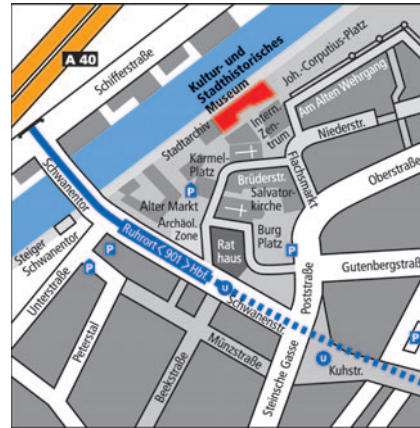 A 40
Schifferstraße
Kultur- und
Stadthistorisches
Museum
Joh.-Corputius-Platz
Am Alten Wehrgang
Stadtarchiv
Intern.
Zen-
trum
Niederstr.
Karmel-
Platz
Flachsmarkt
Brüderstr.
Oberstraße
Schwanentor
Alter Markt
P
Salvator-
kirche
Archäol.
Zone
Burg
Platz
P
Rat
haus
Ruhrort <901> Hbf.
Steiger
Schwanentor
P
P
Unterstraße
U
Gutenbergstraß
Schwanenstr.
Poststraße
Peterstal
Münzstraße
P
Beekstraße
U
Kuhstr.
Steinsche Gasse